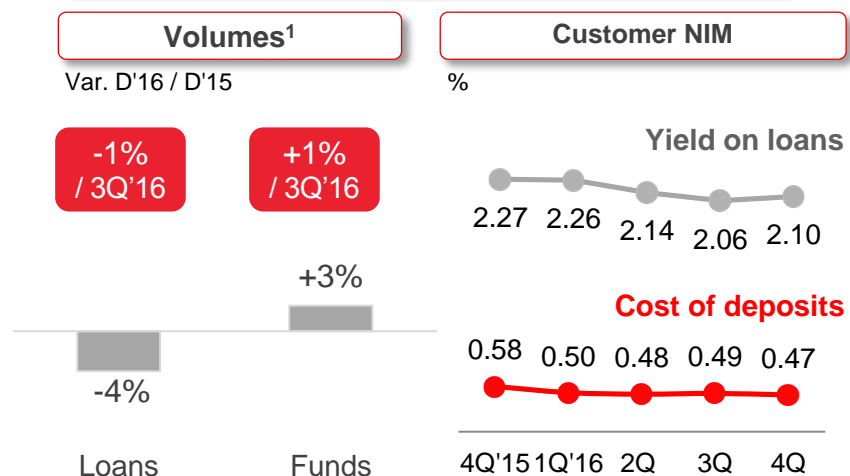 Volumes¹
Var. D'16 / D'15
-1%
/ 3Q'16
+1%
/ 3Q'16
+3%
-4%
Loans Funds
Customer NIM
%
Yield on loans
2.27 2.26 2.14 2.06 2.10
Cost of deposits
0.58 0.50 0.48 0.49 0.47
4Q'15 1Q'16 2Q 3Q 4Q